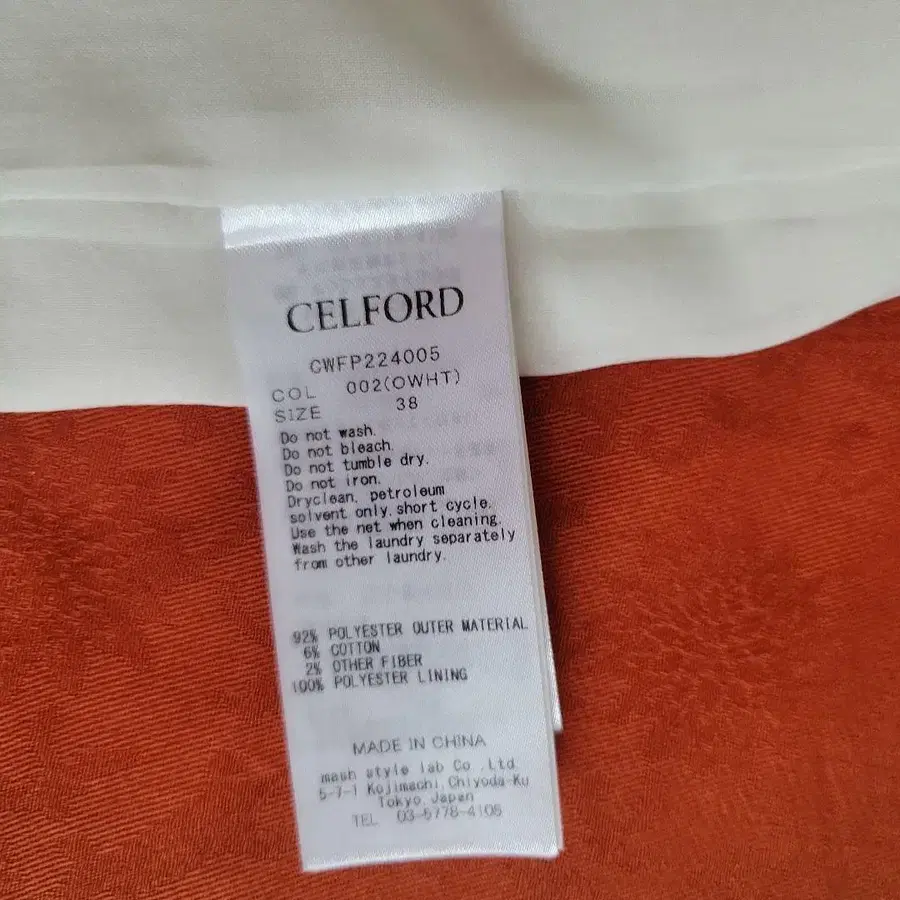 CELFORD
CWFP224005
COL 002(OWHT)
SIZE 38
Do not wash.
Do not bleach.
Do not tumble dry.
Do not iron.
Dryclean, petroleum
solvent only,short cycle.
Use the net when cleaning.
Wash the laundry separately
from other laundry.
92% POLYESTER OUTER MATERIAL
6% COTTON
2% OTHER FIBER
100% POLYESTER LINING
MADE IN CHINA
mash style lab Co.,Ltd
5-7-1 Kojimachi,Chiyoda-Ku
Tokyo,Japan
TEL 03-5778-4105